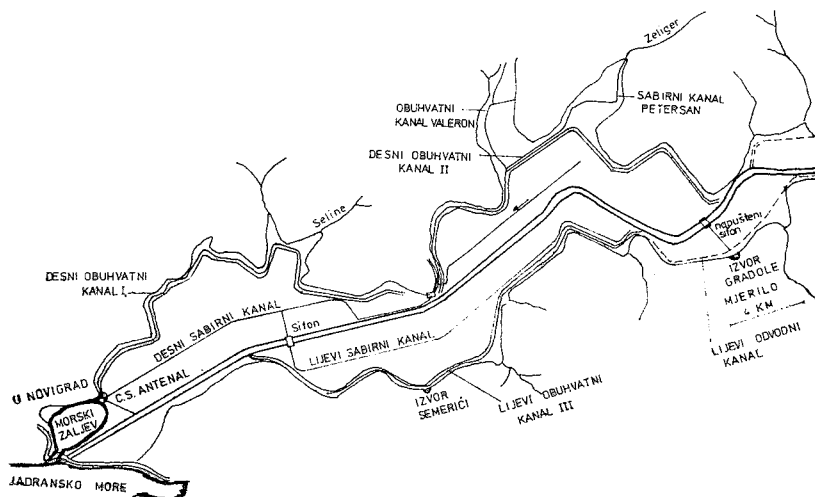 Zeliger
OBUHVATNI
KANAL VALERON
SABIRNI KANAL
PETERSAN
DESNI OBUHVATNI
KANAL II
Seline
napušteni
sifon
DESNI OBUHVATNI
KANAL I
IZVOR
GRADOLE
MJERILO
4 KM
DESNI SABIRNI KANAL
Sifon
LIJEVI SABIRNI KANAL
LIJEVI ODVODNI
KANAL
U NOVIGRAD
C.S. ANTENAL
IZVOR
SEMERIĆI
LIJEVI OBUHVATNI
KANAL III
MORSKI
ZALJEV
JADRANSKO MORE